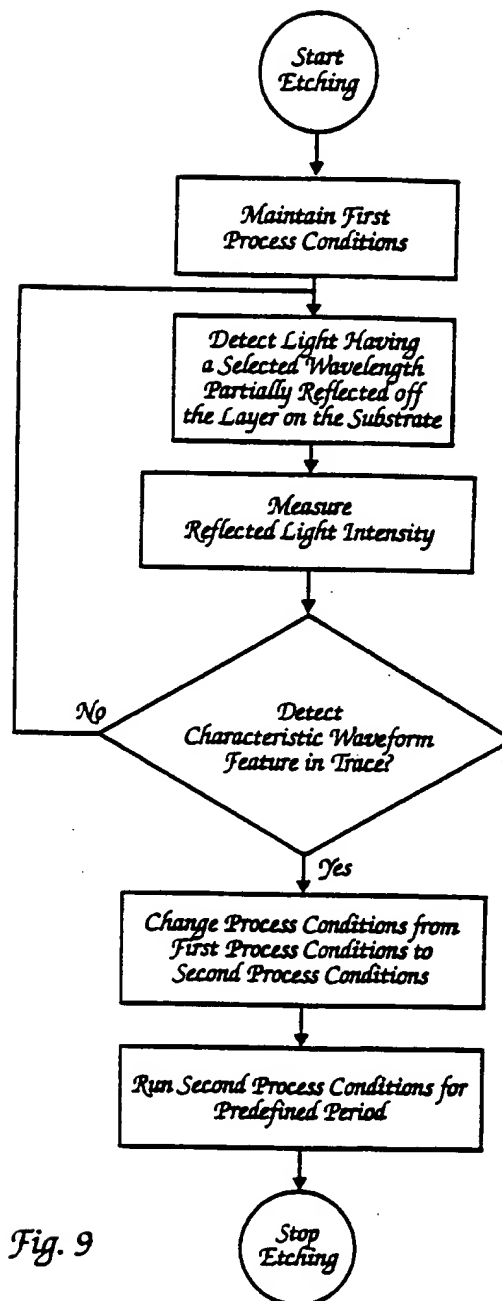 Start
Etching
Maintain First
Process Conditions
Detect Light Having
a Selected Wavelength
Partially Reflected off
the Layer on the Substrate
Measure
Reflected Light Intensity
No
Detect
Characteristic Waveform
Feature in Trace?
Yes
Change Process Conditions from
First Process Conditions to
Second Process Conditions
Run Second Process Conditions for
Predefined Period
Stop
Etching
Fig. 9